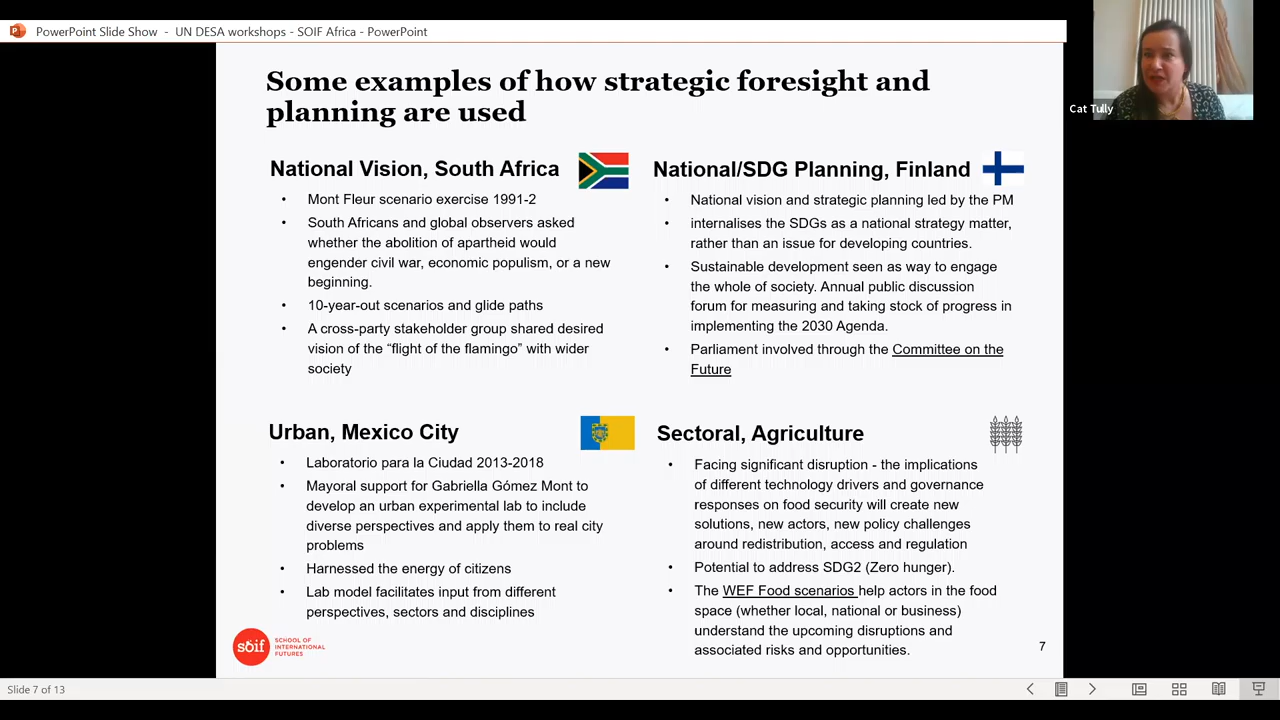 PowerPoint Slide Show - UN DESA workshops - SOIF Africa - PowerPoint
Cat Tully
Some examples of how strategic foresight and
planning are used
National Vision, South Africa
• Mont Fleur scenario exercise 1991-2
• South Africans and global observers asked
whether the abolition of apartheid would
engender civil war, economic populism, or a new
beginning.
• 10-year-out scenarios and glide paths
• A cross-party stakeholder group shared desired
vision of the “flight of the flamingo” with wider
society
National/SDG Planning, Finland
• National vision and strategic planning led by the PM
• internalises the SDGs as a national strategy matter,
rather than an issue for developing countries.
• Sustainable development seen as way to engage
the whole of society. Annual public discussion
forum for measuring and taking stock of progress in
implementing the 2030 Agenda.
• Parliament involved through the Committee on the
Future
Urban, Mexico City
• Laboratorio para la Ciudad 2013-2018
• Mayoral support for Gabriella Gómez Mont to
develop an urban experimental lab to include
diverse perspectives and apply them to real city
problems
• Harnessed the energy of citizens
• Lab model facilitates input from different
perspectives, sectors and disciplines
Sectoral, Agriculture
• Facing significant disruption - the implications
of different technology drivers and governance
responses on food security will create new
solutions, new actors, new policy challenges
around redistribution, access and regulation
• Potential to address SDG2 (Zero hunger).
• The WEF Food scenarios help actors in the food
space (whether local, national or business)
understand the upcoming disruptions and
associated risks and opportunities.
soif
SCHOOL OF
INTERNATIONAL
FUTURES
7
Slide 7 of 13